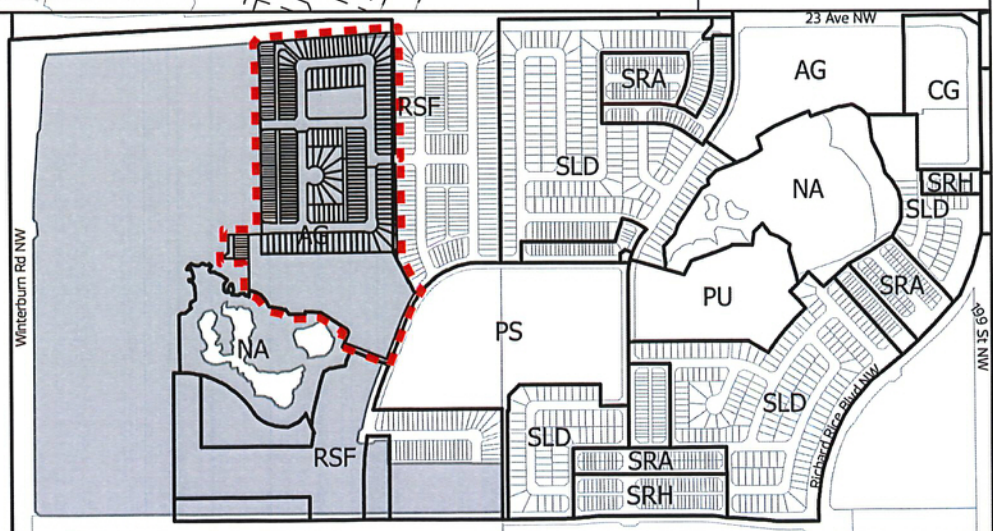 23 Ave NW
AG
CG
RSF
SRA
SLD
NA
SRH
SLD
AG
Winterburn Rd NW
PU
SRA
PS
NA
199 St NW
SLD
Richard Rice Blvd NW
SLD
RSF
SRA
SRH